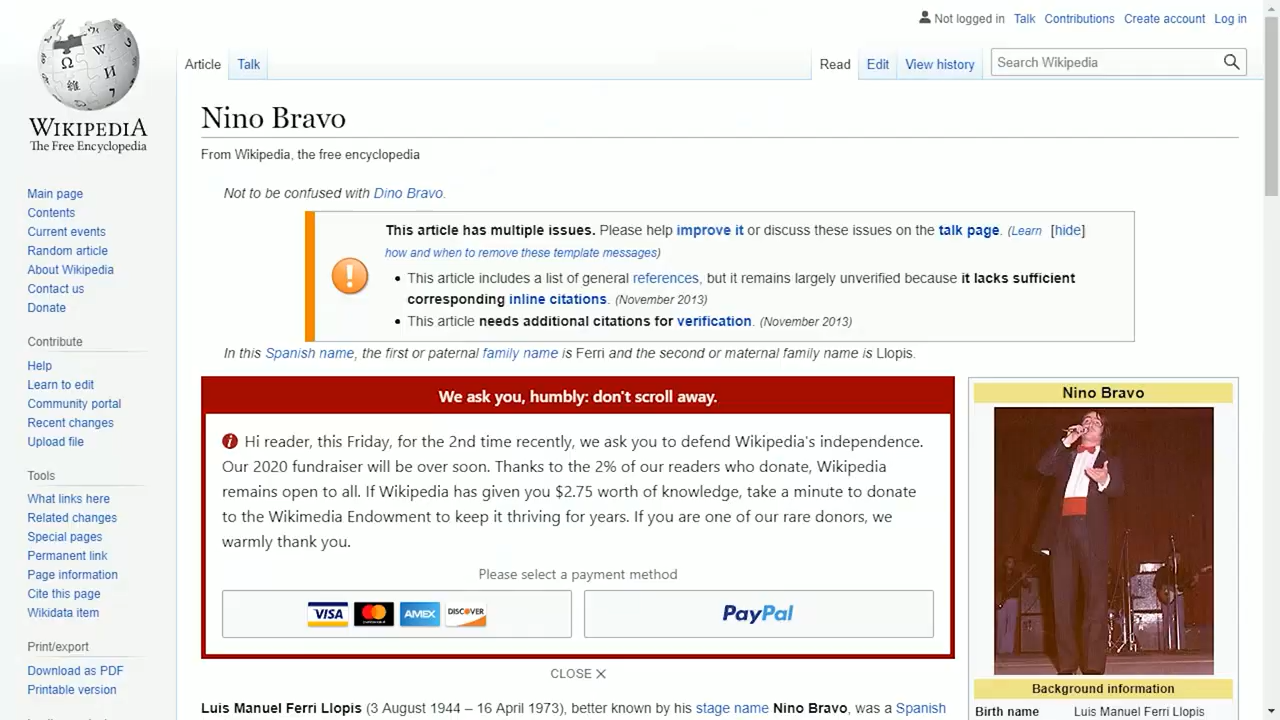 Not logged in Talk Contributions Create account Log in
Article Talk Read Edit View history Search Wikipedia
WIKIPEDIA
The Free Encyclopedia
Main page
Contents
Current events
Random article
About Wikipedia
Contact us
Donate
Contribute
Help
Learn to edit
Community portal
Recent changes
Upload file
Tools
What links here
Related changes
Special pages
Permanent link
Page information
Cite this page
Wikidata item
Print/export
Download as PDF
Printable version
Nino Bravo
From Wikipedia, the free encyclopedia
Not to be confused with Dino Bravo.
This article has multiple issues. Please help improve it or discuss these issues on the talk page. (Learn [hide]
how and when to remove these template messages)
• This article includes a list of general references, but it remains largely unverified because it lacks sufficient
corresponding inline citations. (November 2013)
• This article needs additional citations for verification. (November 2013)
In this Spanish name, the first or paternal family name is Ferri and the second or maternal family name is Llopis.
We ask you, humbly: don't scroll away.
Hi reader, this Friday, for the 2nd time recently, we ask you to defend Wikipedia's independence.
Our 2020 fundraiser will be over soon. Thanks to the 2% of our readers who donate, Wikipedia
remains open to all. If Wikipedia has given you $2.75 worth of knowledge, take a minute to donate
to the Wikimedia Endowment to keep it thriving for years. If you are one of our rare donors, we
warmly thank you.
Please select a payment method
VISA AMEX DISCOVER PayPal
CLOSE ×
Luis Manuel Ferri Llopis (3 August 1944 – 16 April 1973), better known by his stage name Nino Bravo, was a Spanish
Nino Bravo
Background information
Birth name Luis Manuel Ferri Llopis